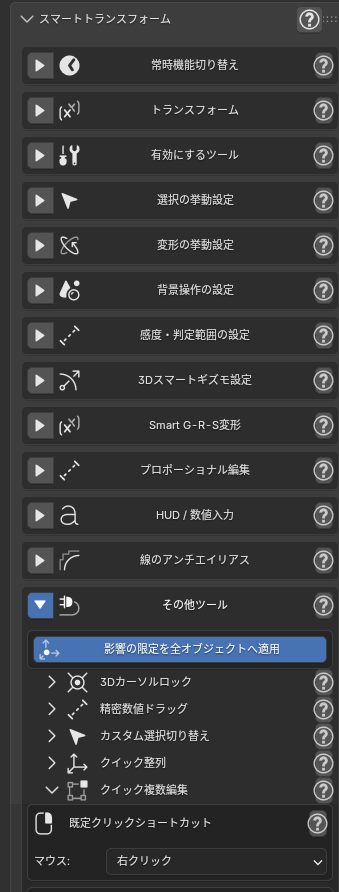 スマートトランスフォーム
常時機能切り替え
トランスフォーム
有効にするツール
選択の挙動設定
変形の挙動設定
背景操作の設定
感度・判定範囲の設定
3Dスマートギズモ設定
Smart G-R-S変形
プロポーショナル編集
HUD / 数値入力
線のアンチエイリアス
その他ツール
影響の限定を全オブジェクトへ適用
3Dカーソルロック
精密数値ドラッグ
カスタム選択切り替え
クイック整列
クイック複数編集
既定クリックショートカット
マウス: 右クリック